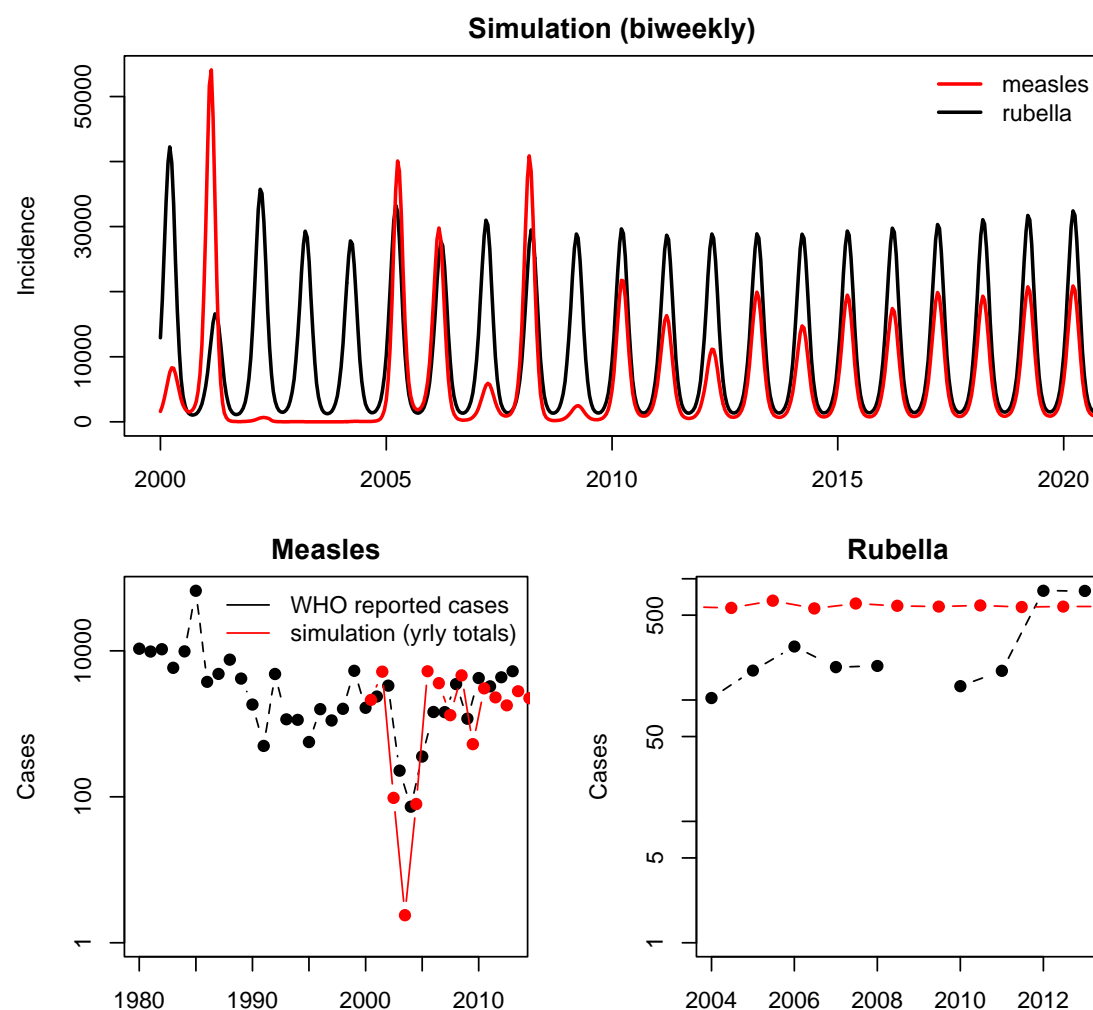 Simulation (biweekly)
Incidence
50000
30000
10000
0
measles
rubella
2000 2005 2010 2015 2020
Measles
Cases
10000
100
1
WHO reported cases
simulation (yrly totals)
1980 1990 2000 2010
Rubella
Cases
500
50
5
1
2004 2006 2008 2010 2012